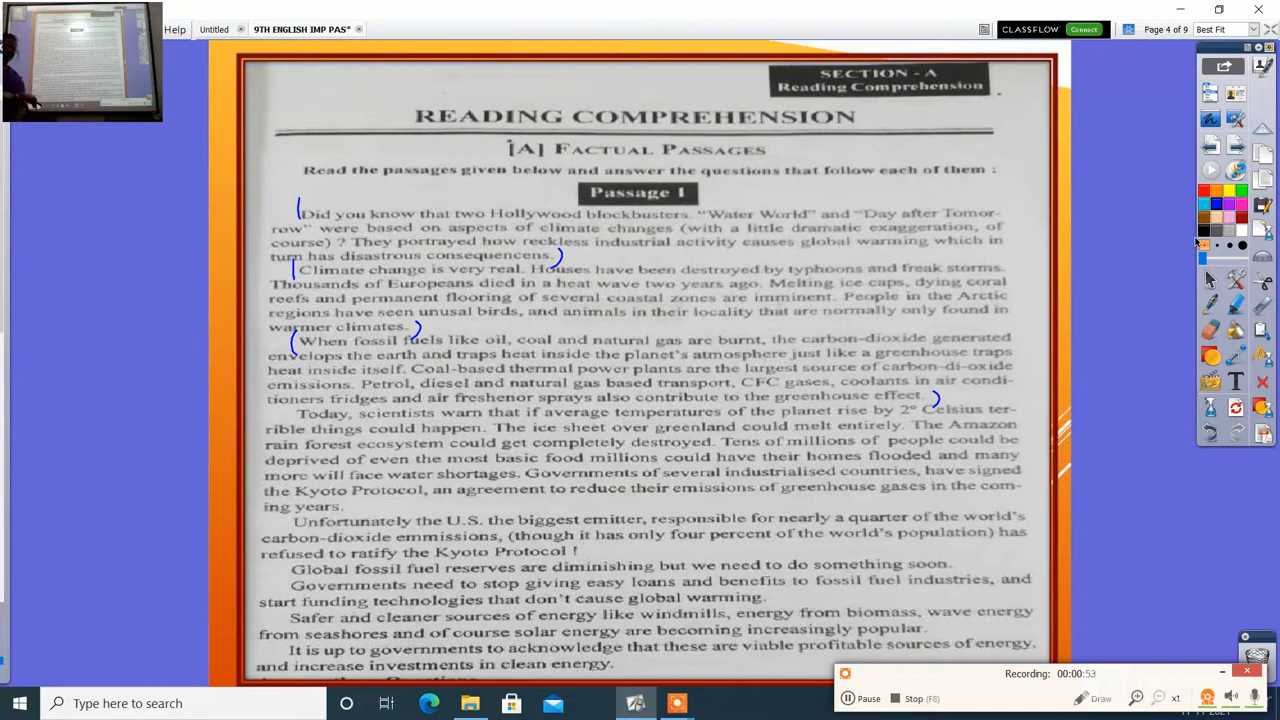 Help
Untitled
9TH ENGLISH IMP PAS*
CLASSFLOW Connect
Page 4 of 9
Best Fit
SECTION - A
Reading Comprehension
READING COMPREHENSION
[A] FACTUAL PASSAGES
Read the passages given below and answer the questions that follow each of them :
Passage 1
Did you know that two Hollywood blockbusters. "Water World" and "Day after Tomor-
row" were based on aspects of climate changes (with a little dramatic exaggeration, of
course) ? They portrayed how reckless industrial activity causes global warming which in
turn has disastrous consequencens.
Climate change is very real. Houses have been destroyed by typhoons and freak storms.
Thousands of Europeans died in a heat wave two years ago. Melting ice caps, dying coral
reefs and permanent flooring of several coastal zones are imminent. People in the Arctic
regions have seen unusal birds, and animals in their locality that are normally only found in
warmer climates.
When fossil fuels like oil, coal and natural gas are burnt, the carbon-dioxide generated
envelops the earth and traps heat inside the planet's atmosphere just like a greenhouse traps
heat inside itself. Coal-based thermal power plants are the largest source of carbon-di-oxide
emissions. Petrol, diesel and natural gas based transport, CFC gases, coolants in air condi-
tioners fridges and air freshenor sprays also contribute to the greenhouse effect.
Today, scientists warn that if average temperatures of the planet rise by 2° Celsius ter-
rible things could happen. The ice sheet over greenland could melt entirely. The Amazon
rain forest ecosystem could get completely destroyed. Tens of millions of people could be
deprived of even the most basic food millions could have their homes flooded and many
more will face water shortages. Governments of several industrialised countries, have signed
the Kyoto Protocol, an agreement to reduce their emissions of greenhouse gases in the com-
ing years.
Unfortunately the U.S. the biggest emitter, responsible for nearly a quarter of the world's
carbon-dioxide emmissions, (though it has only four percent of the world's population) has
refused to ratify the Kyoto Protocol !
Global fossil fuel reserves are diminishing but we need to do something soon.
Governments need to stop giving easy loans and benefits to fossil fuel industries, and
start funding technologies that don't cause global warming.
Safer and cleaner sources of energy like windmills, energy from biomass, wave energy
from seashores and of course solar energy are becoming increasingly popular.
It is up to governments to acknowledge that these are viable profitable sources of energy.
and increase investments in clean energy.
Recording: 00:00:53
Pause
Stop (F8)
Draw
x1
Type here to search